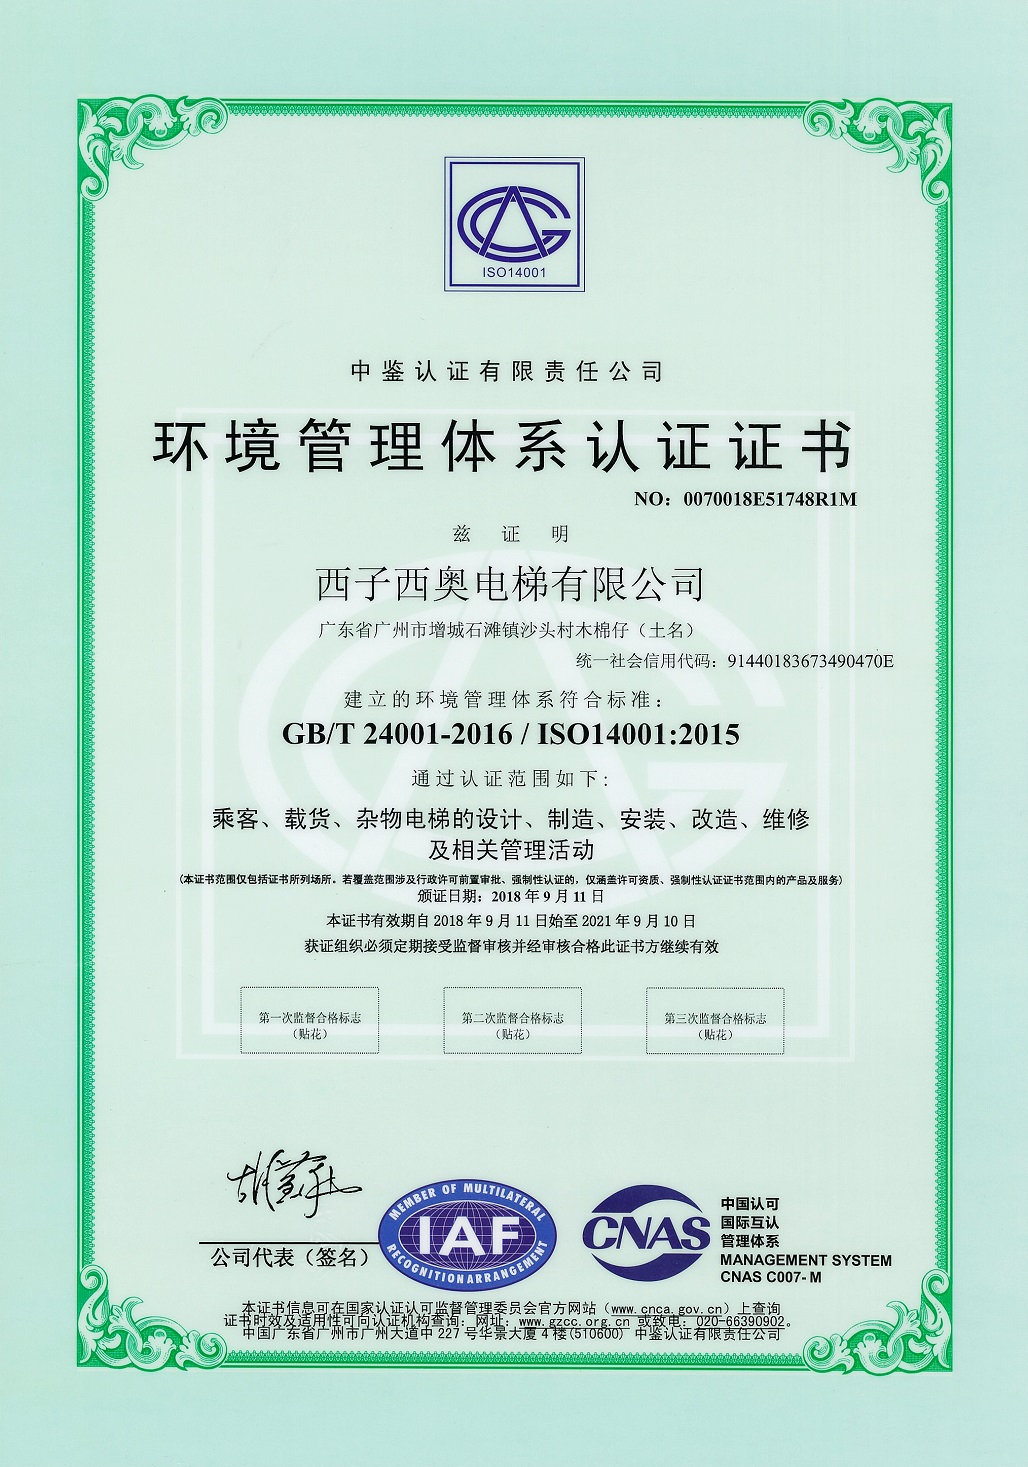 CAG
ISO14001
中鉴认证有限责任公司
环境管理体系认证证书
NO：0070018E51748R1M
兹证明
西子西奥电梯有限公司
广东省广州市增城石滩镇沙头村木棉仔（土名）
统一社会信用代码：91440183673490470E
建立的环境管理体系符合标准：
GB/T 24001-2016 / ISO14001:2015
通过认证范围如下:
乘客、载货、杂物电梯的设计、制造、安装、改造、维修
及相关管理活动
(本证书范围仅包括证书所列场所。若覆盖范围涉及行政许可前置审批、强制性认证的，仅涵盖许可资质、强制性认证证书范围内的产品及服务)
颁证日期：2018 年 9 月 11 日
本证书有效期自 2018 年 9 月 11 日始至 2021 年 9 月 10 日
获证组织必须定期接受监督审核并经审核合格此证书方继续有效
第一次监督合格标志
（贴花）
第二次监督合格标志
（贴花）
第三次监督合格标志
（贴花）
公司代表（签名）
MEMBER OF MULTILATERAL
IAF
RECOGNITION ARRANGEMENT
CNAS
中国认可
国际互认
管理体系
MANAGEMENT SYSTEM
CNAS C007-M
本证书信息可在国家认证认可监督管理委员会官方网站（www.cnca.gov.cn）上查询
证书时效及适用性可向认证机构查询：网址：www.gzcc.org.cn 或致电：020-66390902。
中国广东省广州市广州大道中 227 号华景大厦 4 楼(510600) 中鉴认证有限责任公司